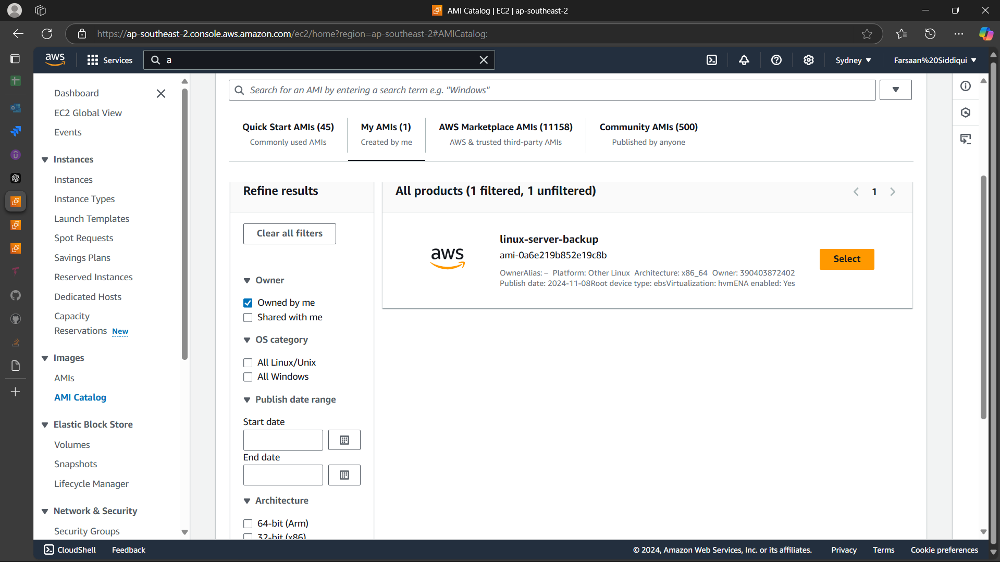 AMI Catalog | EC2 | ap-southeast-2
https://ap-southeast-2.console.aws.amazon.com/ec2/home?region=ap-southeast-2#AMICatalog:
aws
Services
a
Sydney
Farsaan%20Siddiqui
Dashboard
EC2 Global View
Events
Instances
Instances
Instance Types
Launch Templates
Spot Requests
Savings Plans
Reserved Instances
Dedicated Hosts
Capacity
Reservations New
Images
AMIs
AMI Catalog
Elastic Block Store
Volumes
Snapshots
Lifecycle Manager
Network & Security
Security Groups
Search for an AMI by entering a search term e.g. "Windows"
Quick Start AMIs (45)
Commonly used AMIs
My AMIs (1)
Created by me
AWS Marketplace AMIs (11158)
AWS & trusted third-party AMIs
Community AMIs (500)
Published by anyone
Refine results
Clear all filters
Owner
Owned by me
Shared with me
OS category
All Linux/Unix
All Windows
Publish date range
Start date
End date
Architecture
64-bit (Arm)
32-bit (x86)
All products (1 filtered, 1 unfiltered)
1
aws
linux-server-backup
ami-0a6e219b852e19c8b
OwnerAlias: – Platform: Other Linux Architecture: x86_64 Owner: 390403872402
Publish date: 2024-11-08Root device type: ebsVirtualization: hvmENA enabled: Yes
Select
CloudShell
Feedback
© 2024, Amazon Web Services, Inc. or its affiliates.
Privacy
Terms
Cookie preferences